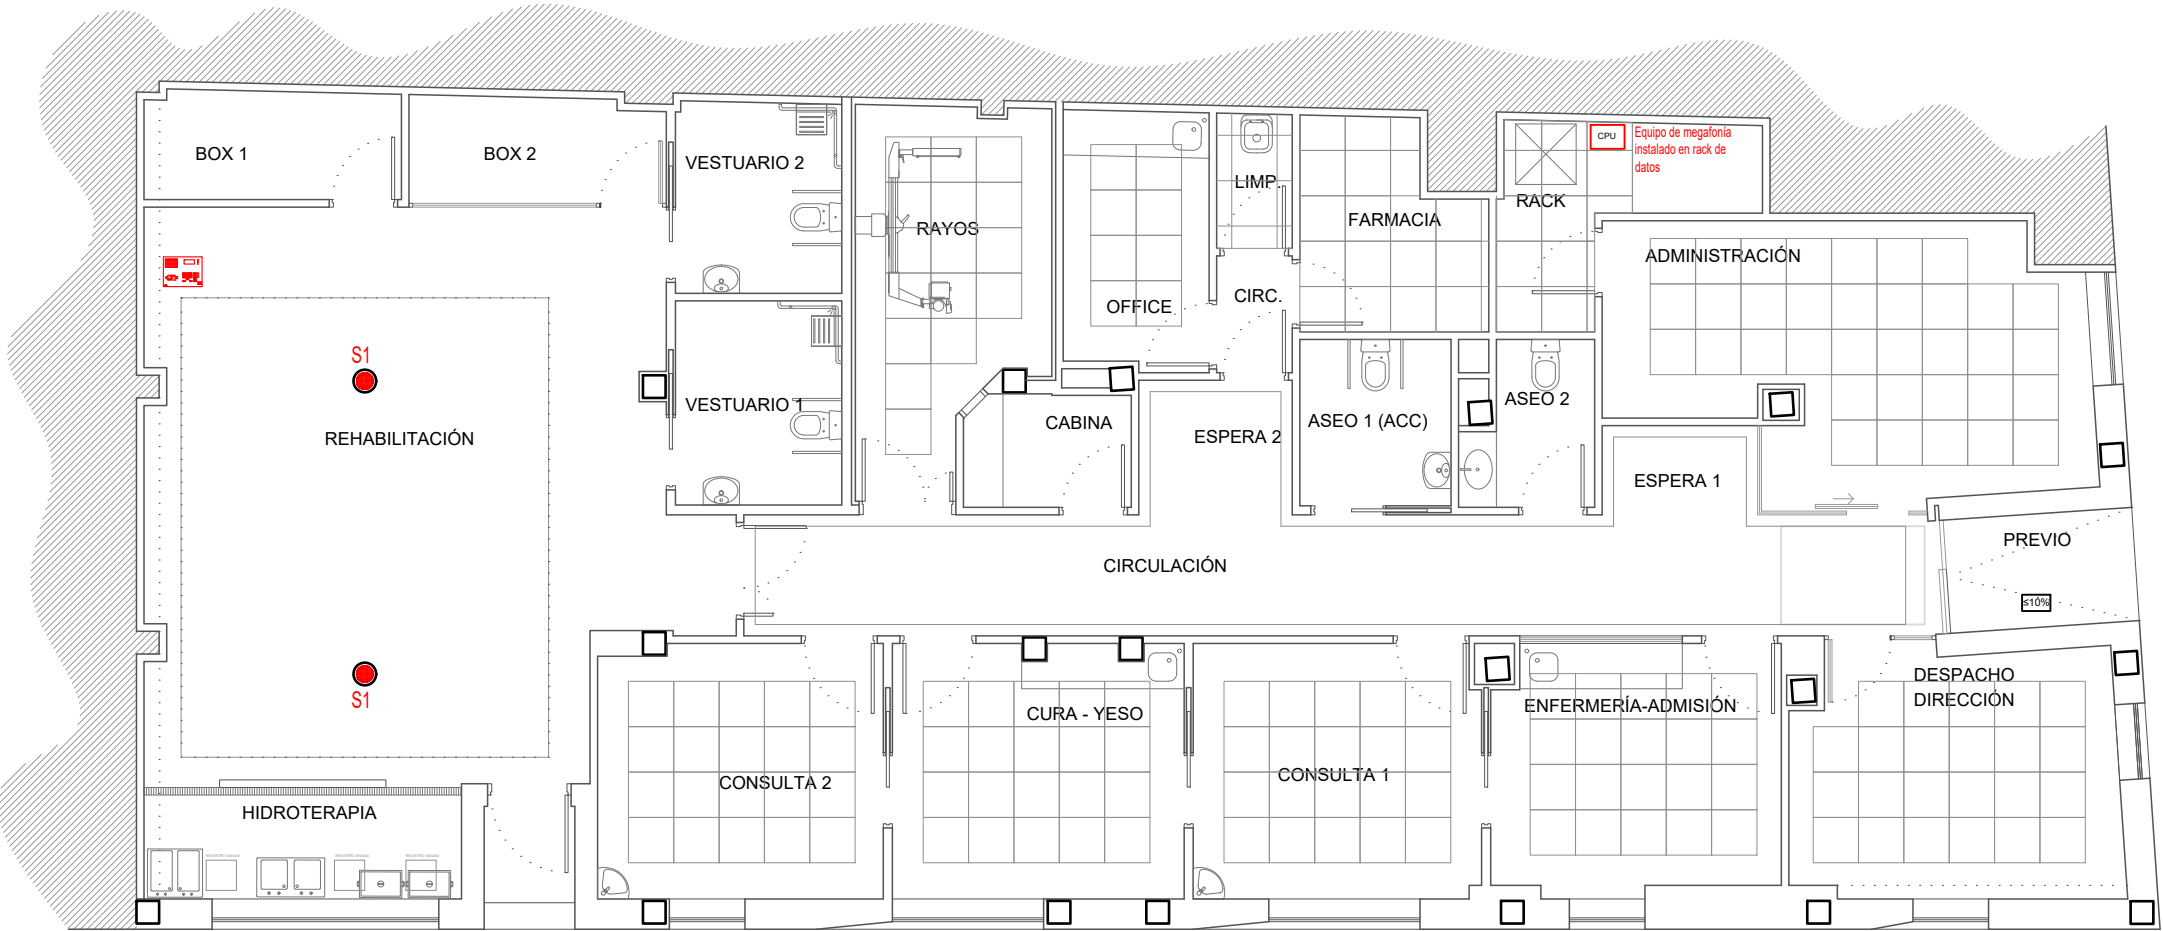 BOX 1
BOX 2
VESTUARIO 2
RAYOS
LIMP.
FARMACIA
RACK
CPU
Equipo de megafonía
instalado en rack de
datos
ADMINISTRACIÓN
OFFICE
CIRC.
S1
REHABILITACIÓN
VESTUARIO 1
CABINA
ESPERA 2
ASEO 1 (ACC)
ASEO 2
ESPERA 1
CIRCULACIÓN
PREVIO
≤10%
S1
CONSULTA 2
CURA - YESO
CONSULTA 1
ENFERMERÍA-ADMISIÓN
DESPACHO
DIRECCIÓN
HIDROTERAPIA